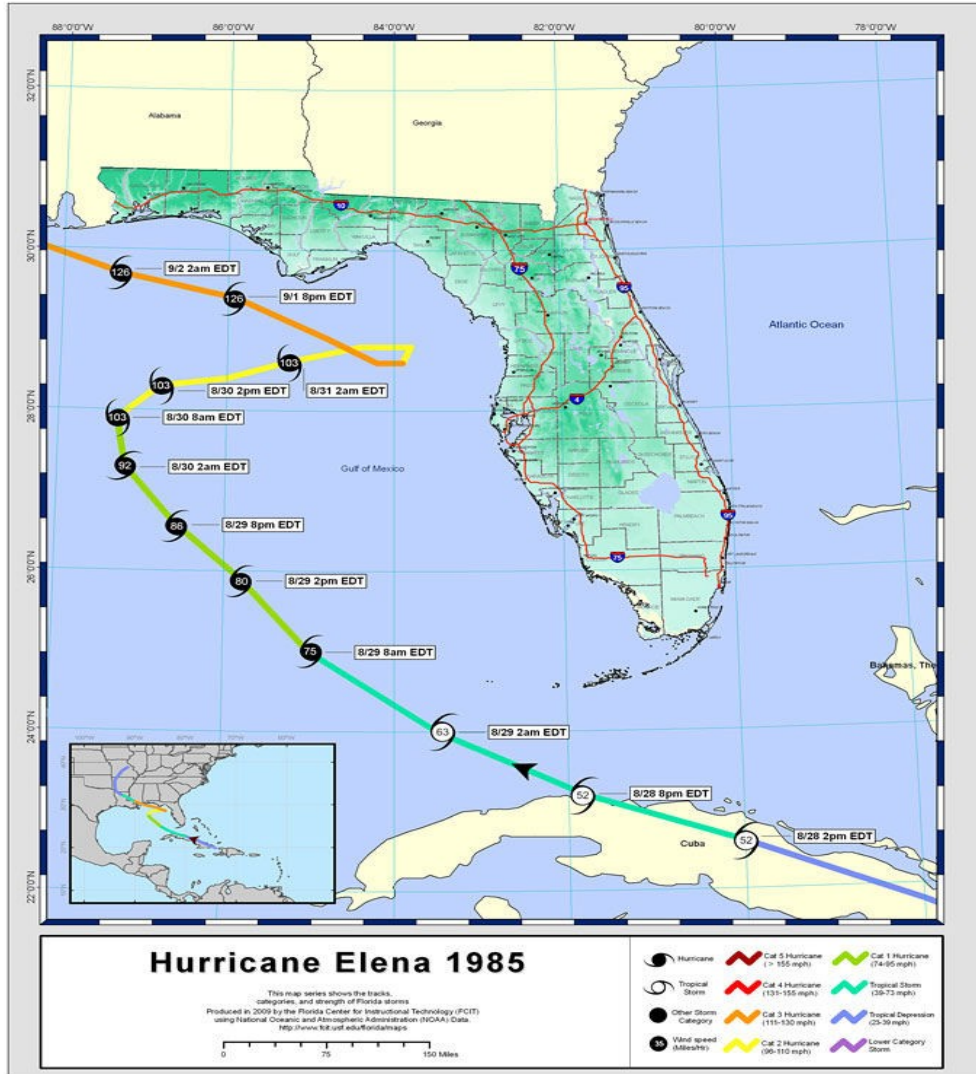 88°0'0"W
86°0'0"W
84°0'0"W
82°0'0"W
80°0'0"W
78°0'0"W
32°0'0"N
30°0'0"N
28°0'0"N
26°0'0"N
24°0'0"N
22°0'0"N
Alabama
Georgia
10
75
95
Atlantic Ocean
126
9/2 2am EDT
126
9/1 8pm EDT
103
8/31 2am EDT
103
8/30 2pm EDT
4
103
8/30 8am EDT
92
8/30 2am EDT
Gulf of Mexico
86
8/29 8pm EDT
95
75
80
8/29 2pm EDT
75
8/29 8am EDT
Bahamas, The
63
8/29 2am EDT
52
8/28 8pm EDT
52
8/28 2pm EDT
Cuba
Hurricane Elena 1985
This map series shows the tracks,
categories, and strength of Florida storms
Produced in 2009 by the Florida Center for Instructional Technology (FCIT)
using National Oceanic and Atmospheric Administration (NOAA) Data.
http://www.fcit.usf.edu/florida/maps
0 75 150 Miles
Hurricane
Tropical
Storm
Other Storm
Category
35
Wind speed
(Miles/Hr)
Cat 5 Hurricane
(> 155 mph)
Cat 4 Hurricane
(131-155 mph)
Cat 3 Hurricane
(111-130 mph)
Cat 2 Hurricane
(96-110 mph)
Cat 1 Hurricane
(74-95 mph)
Tropical Storm
(39-73 mph)
Tropical Depression
(23-39 mph)
Lower Category
Storm